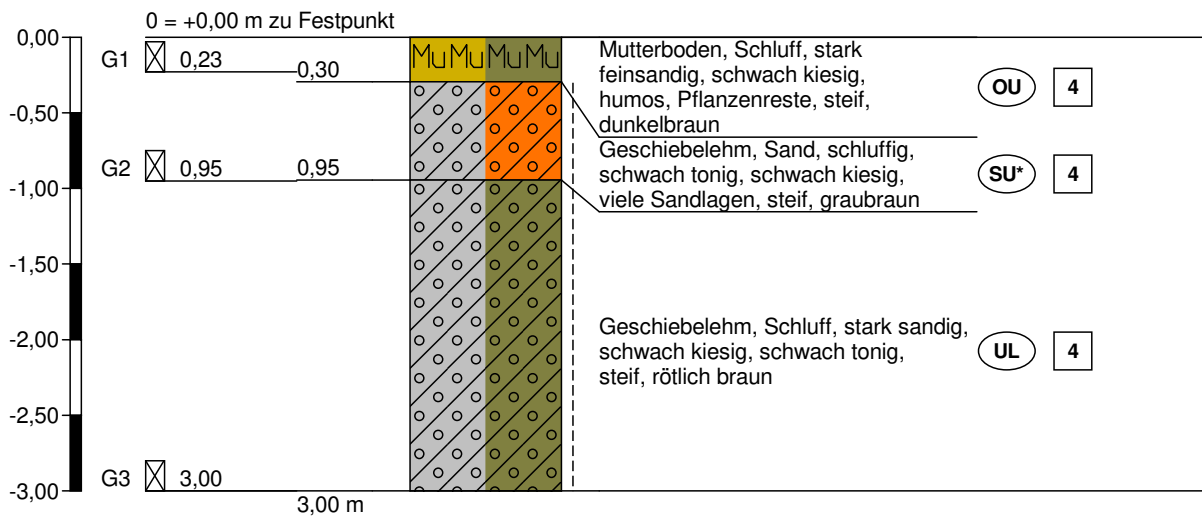 0 = +0,00 m zu Festpunkt
0,00
G1
0,23
0,30
Mu Mu Mu Mu
Mutterboden, Schluff, stark
feinsandig, schwach kiesig,
humos, Pflanzenreste, steif,
dunkelbraun
OU
4
-0,50
G2
0,95
0,95
Geschiebelehm, Sand, schluffig,
schwach tonig, schwach kiesig,
viele Sandlagen, steif, graubraun
SU*
4
-1,00
-1,50
-2,00
Geschiebelehm, Schluff, stark sandig,
schwach kiesig, schwach tonig,
steif, rötlich braun
UL
4
-2,50
-3,00
G3
3,00
3,00 m